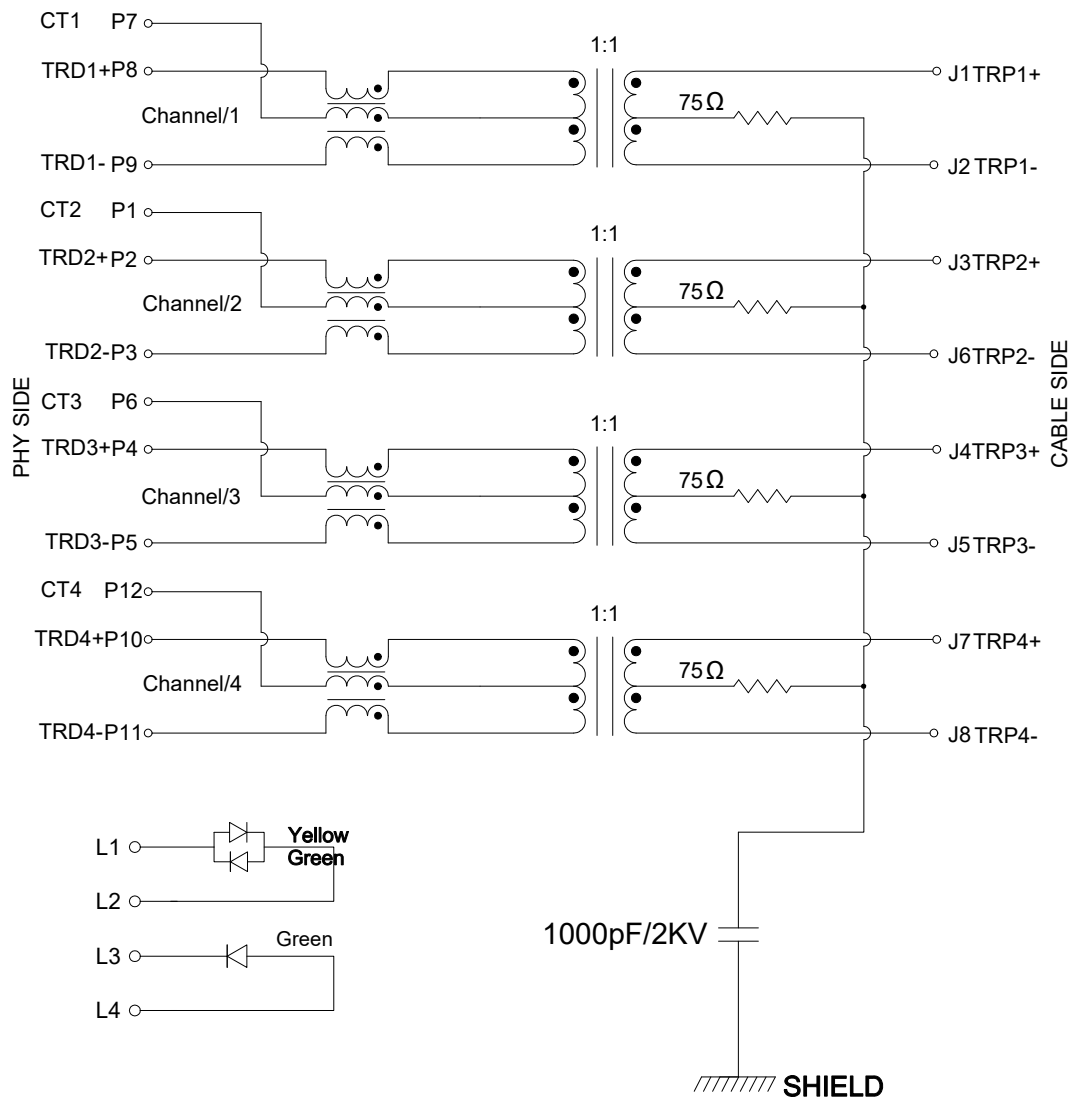 CT1 P7
1:1
TRD1+P8
J1TRP1+
75Ω
Channel/1
TRD1- P9
J2 TRP1-
CT2 P1
1:1
TRD2+P2
J3TRP2+
75Ω
Channel/2
TRD2-P3
J6TRP2-
PHY SIDE
CABLE SIDE
CT3 P6
1:1
TRD3+P4
J4TRP3+
75Ω
Channel/3
TRD3-P5
J5TRP3-
CT4 P12
1:1
TRD4+P10
J7TRP4+
75Ω
Channel/4
TRD4-P11
J8TRP4-
L1
Yellow
Green
L2
L3
Green
L4
1000pF/2KV
SHIELD